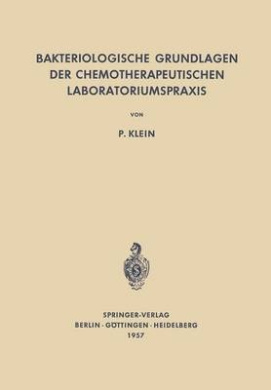 BAKTERIOLOGISCHE GRUNDLAGEN
DER CHEMOTHERAPEUTISCHEN
LABORATORIUMSPRAXIS
VON
P. KLEIN
SPRINGER-VERLAG
BERLIN · GÖTTINGEN · HEIDELBERG
1957